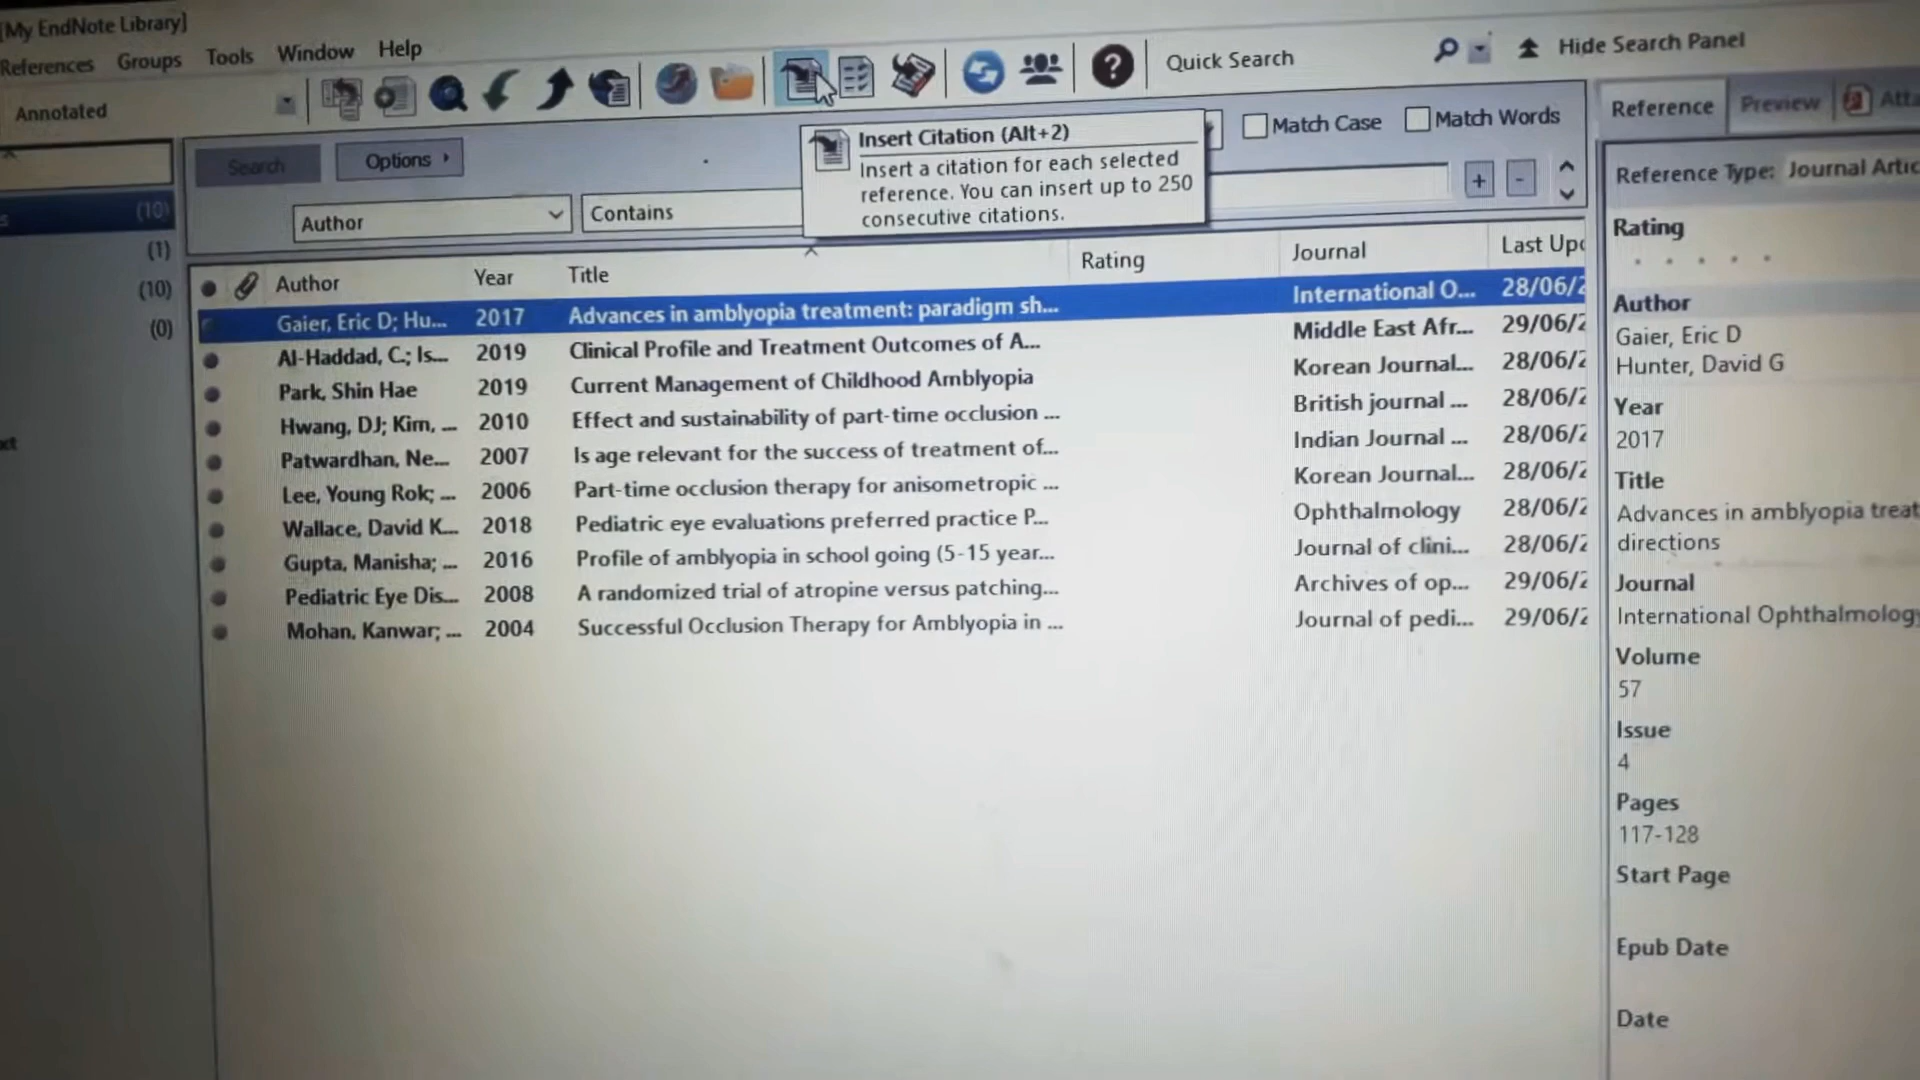 [My EndNote Library]
References Groups Tools Window Help
Annotated
Quick Search
Hide Search Panel
Search
Options
Insert Citation (Alt+2)
Insert a citation for each selected
reference. You can insert up to 250
consecutive citations.
Match Case
Match Words
Author
Contains
+
-
(10)
(1)
(10)
(0)
Author Year Title Rating Journal
Gaier, Eric D; Hu... 2017 Advances in amblyopia treatment: paradigm sh... International O... 28/06/2
Al-Haddad, C.; Is... 2019 Clinical Profile and Treatment Outcomes of A... Middle East Afr... 29/06/2
Park, Shin Hae 2019 Current Management of Childhood Amblyopia Korean Journal... 28/06/2
Hwang, DJ; Kim, ... 2010 Effect and sustainability of part-time occlusion ... British journal ... 28/06/2
Patwardhan, Ne... 2007 Is age relevant for the success of treatment of... Indian Journal ... 28/06/2
Lee, Young Rok; ... 2006 Part-time occlusion therapy for anisometropic ... Korean Journal... 28/06/2
Wallace, David K... 2018 Pediatric eye evaluations preferred practice P... Ophthalmology 28/06/2
Gupta, Manisha; ... 2016 Profile of amblyopia in school going (5-15 year... Journal of clini... 28/06/2
Pediatric Eye Dis... 2008 A randomized trial of atropine versus patching... Archives of op... 29/06/2
Mohan, Kanwar; ... 2004 Successful Occlusion Therapy for Amblyopia in ... Journal of pedi... 29/06/2
Last Upd
Reference Preview Atta
Reference Type: Journal Artic
Rating
Author
Gaier, Eric D
Hunter, David G
Year
2017
Title
Advances in amblyopia treat
directions
Journal
International Ophthalmology
Volume
57
Issue
4
Pages
117-128
Start Page
Epub Date
Date